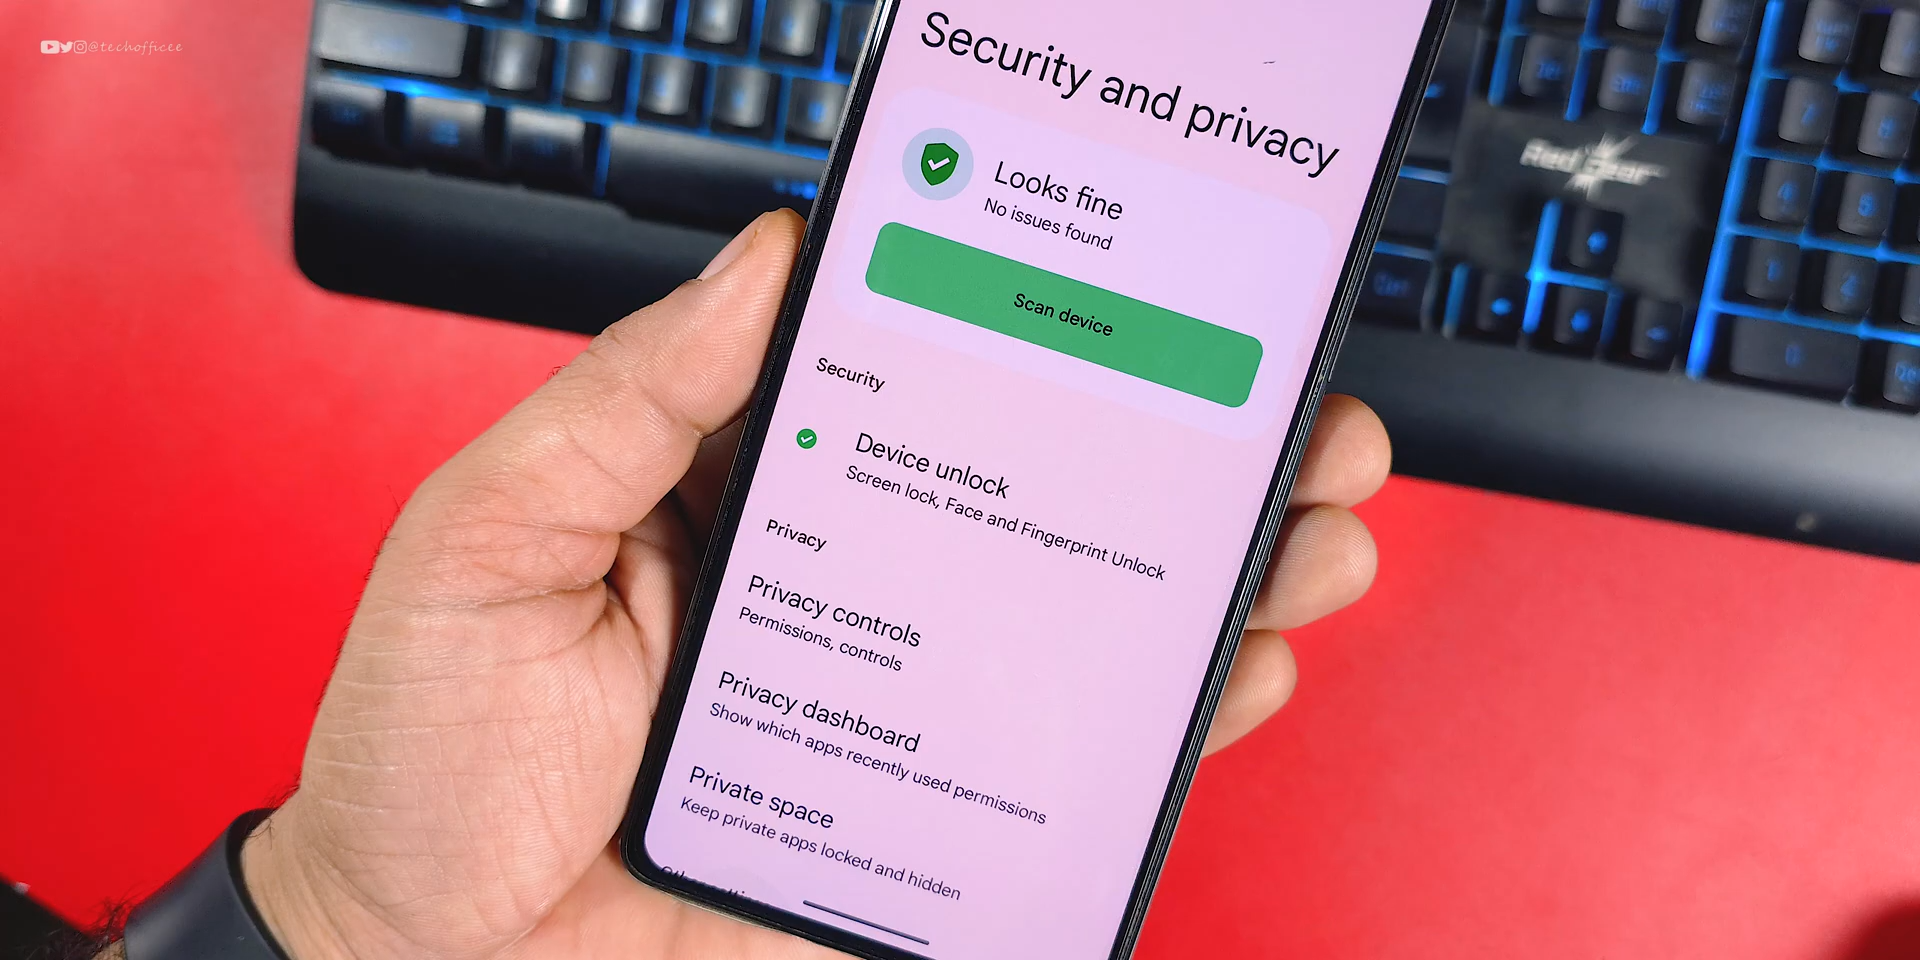 @techofficee
Security and privacy
Looks fine
No issues found
Scan device
Security
Device unlock
Screen lock, Face and Fingerprint Unlock
Privacy
Privacy controls
Permissions, controls
Privacy dashboard
Show which apps recently used permissions
Private space
Keep private apps locked and hidden
Red Gear